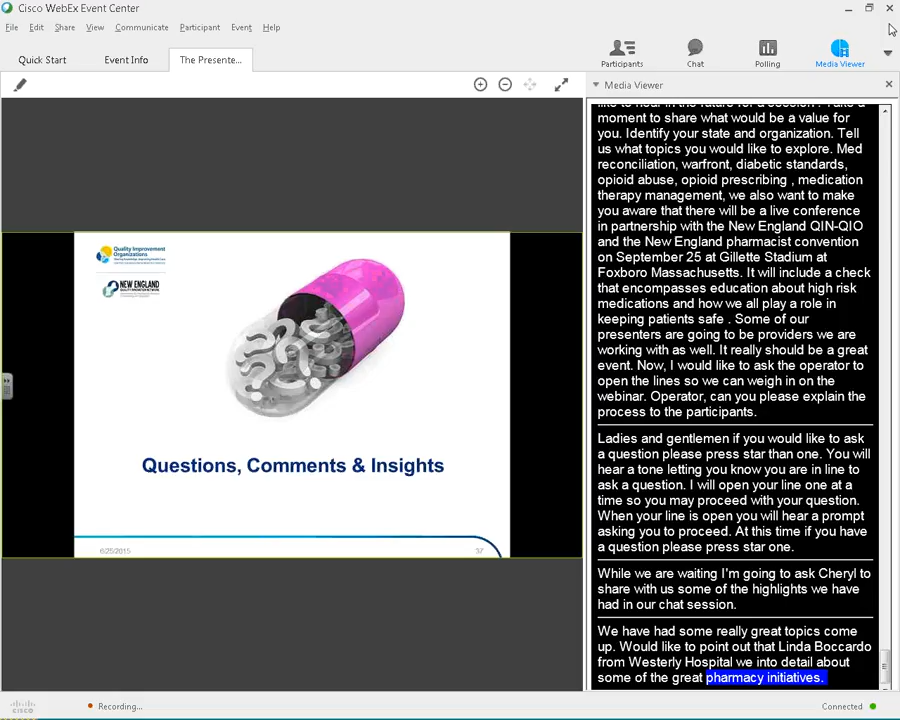 Cisco WebEx Event Center
File Edit Share View Communicate Participant Event Help
Quick Start Event Info The Presente...
Participants Chat Polling Media Viewer
Media Viewer
Quality Improvement
Organizations
NEW ENGLAND
Questions, Comments & Insights
6/25/2015 37
moment to share what would be a value for
you. Identify your state and organization. Tell
us what topics you would like to explore. Med
reconciliation, warfront, diabetic standards,
opioid abuse, opioid prescribing , medication
therapy management, we also want to make
you aware that there will be a live conference
in partnership with the New England QIN-QIO
and the New England pharmacist convention
on September 25 at Gillette Stadium at
Foxboro Massachusetts. It will include a check
that encompasses education about high risk
medications and how we all play a role in
keeping patients safe . Some of our
presenters are going to be providers we are
working with as well. It really should be a great
event. Now, I would like to ask the operator to
open the lines so we can weigh in on the
webinar. Operator, can you please explain the
process to the participants.
Ladies and gentlemen if you would like to ask
a question please press star than one. You will
hear a tone letting you know you are in line to
ask a question. I will open your line one at a
time so you may proceed with your question.
When your line is open you will hear a prompt
asking you to proceed. At this time if you have
a question please press star one.
While we are waiting I'm going to ask Cheryl to
share with us some of the highlights we have
had in our chat session.
We have had some really great topics come
up. Would like to point out that Linda Boccardo
from Westerly Hospital we into detail about
some of the great pharmacy initiatives.
cisco
Recording...
Connected